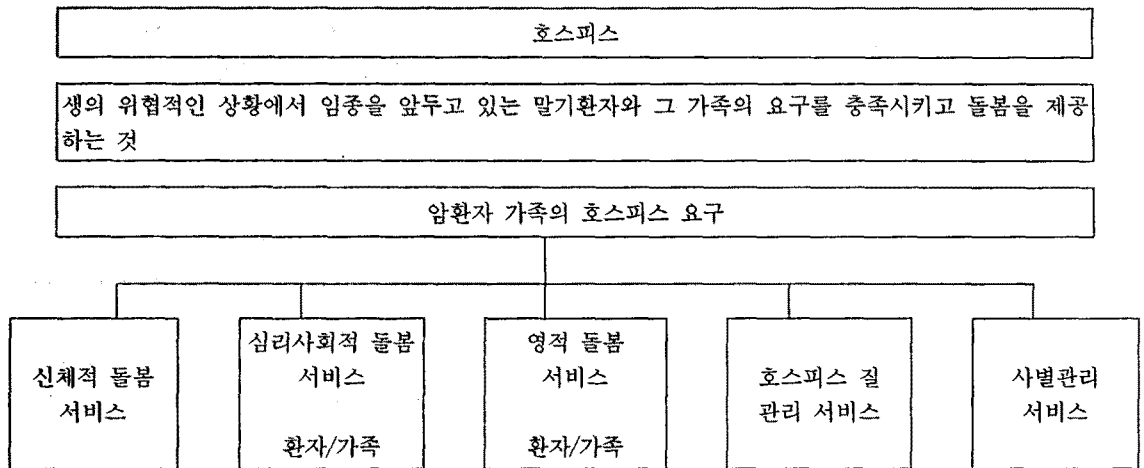 호스피스
생의 위협적인 상황에서 임종을 앞두고 있는 말기환자와 그 가족의 요구를 충족시키고 돌봄을 제공
하는 것
암환자 가족의 호스피스 요구
신체적 돌봄
서비스
심리사회적 돌봄
서비스
환자/가족
영적 돌봄
서비스
환자/가족
호스피스 질
관리 서비스
사별관리
서비스